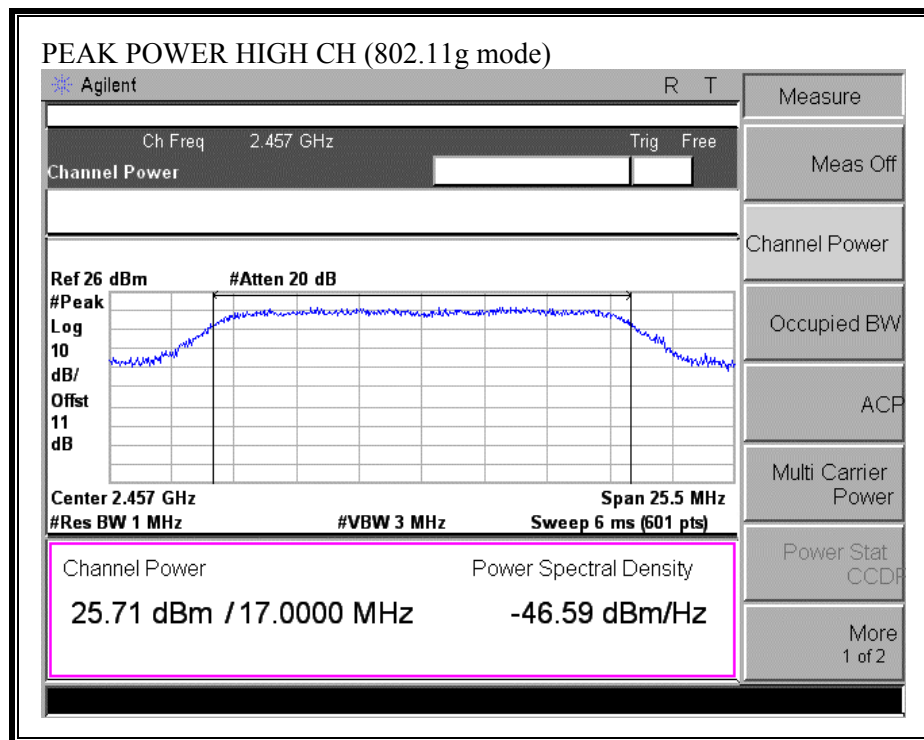 PEAK POWER HIGH CH (802.11g mode)
Agilent R T
Ch Freq 2.457 GHz Trig Free
Channel Power
Ref 26 dBm #Atten 20 dB
#Peak
Log
10
dB/
Offst
11
dB
Center 2.457 GHz Span 25.5 MHz
#Res BW 1 MHz #VBW 3 MHz Sweep 6 ms (601 pts)
Channel Power Power Spectral Density
25.71 dBm / 17.0000 MHz -46.59 dBm/Hz
Measure
Meas Off
Channel Power
Occupied BW
ACP
Multi Carrier
Power
Power Stat
CCDF
More
1 of 2